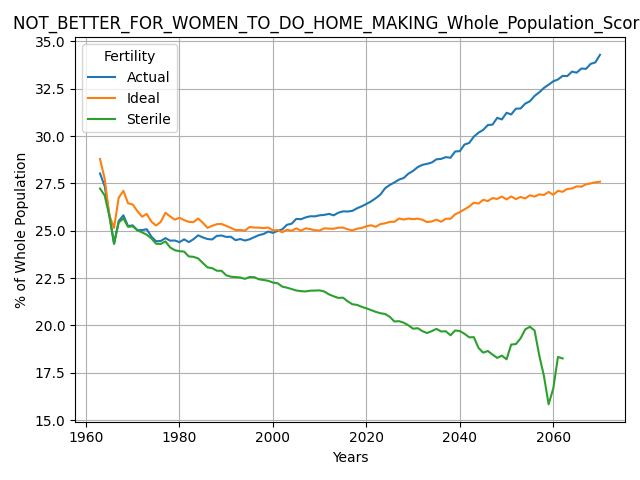 NOT_BETTER_FOR_WOMEN_TO_DO_HOME_MAKING_Whole_Population_Scor
35.0
32.5
30.0
27.5
25.0
22.5
20.0
17.5
15.0
% of Whole Population
Fertility
Actual
Ideal
Sterile
1960 1980 2000 2020 2040 2060
Years